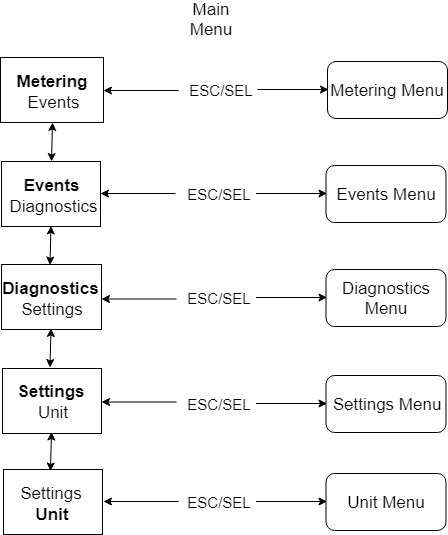 Main
Menu
Metering
Events
ESC/SEL
Metering Menu
Events
Diagnostics
ESC/SEL
Events Menu
Diagnostics
Settings
ESC/SEL
Diagnostics
Menu
Settings
Unit
ESC/SEL
Settings Menu
Settings
Unit
ESC/SEL
Unit Menu